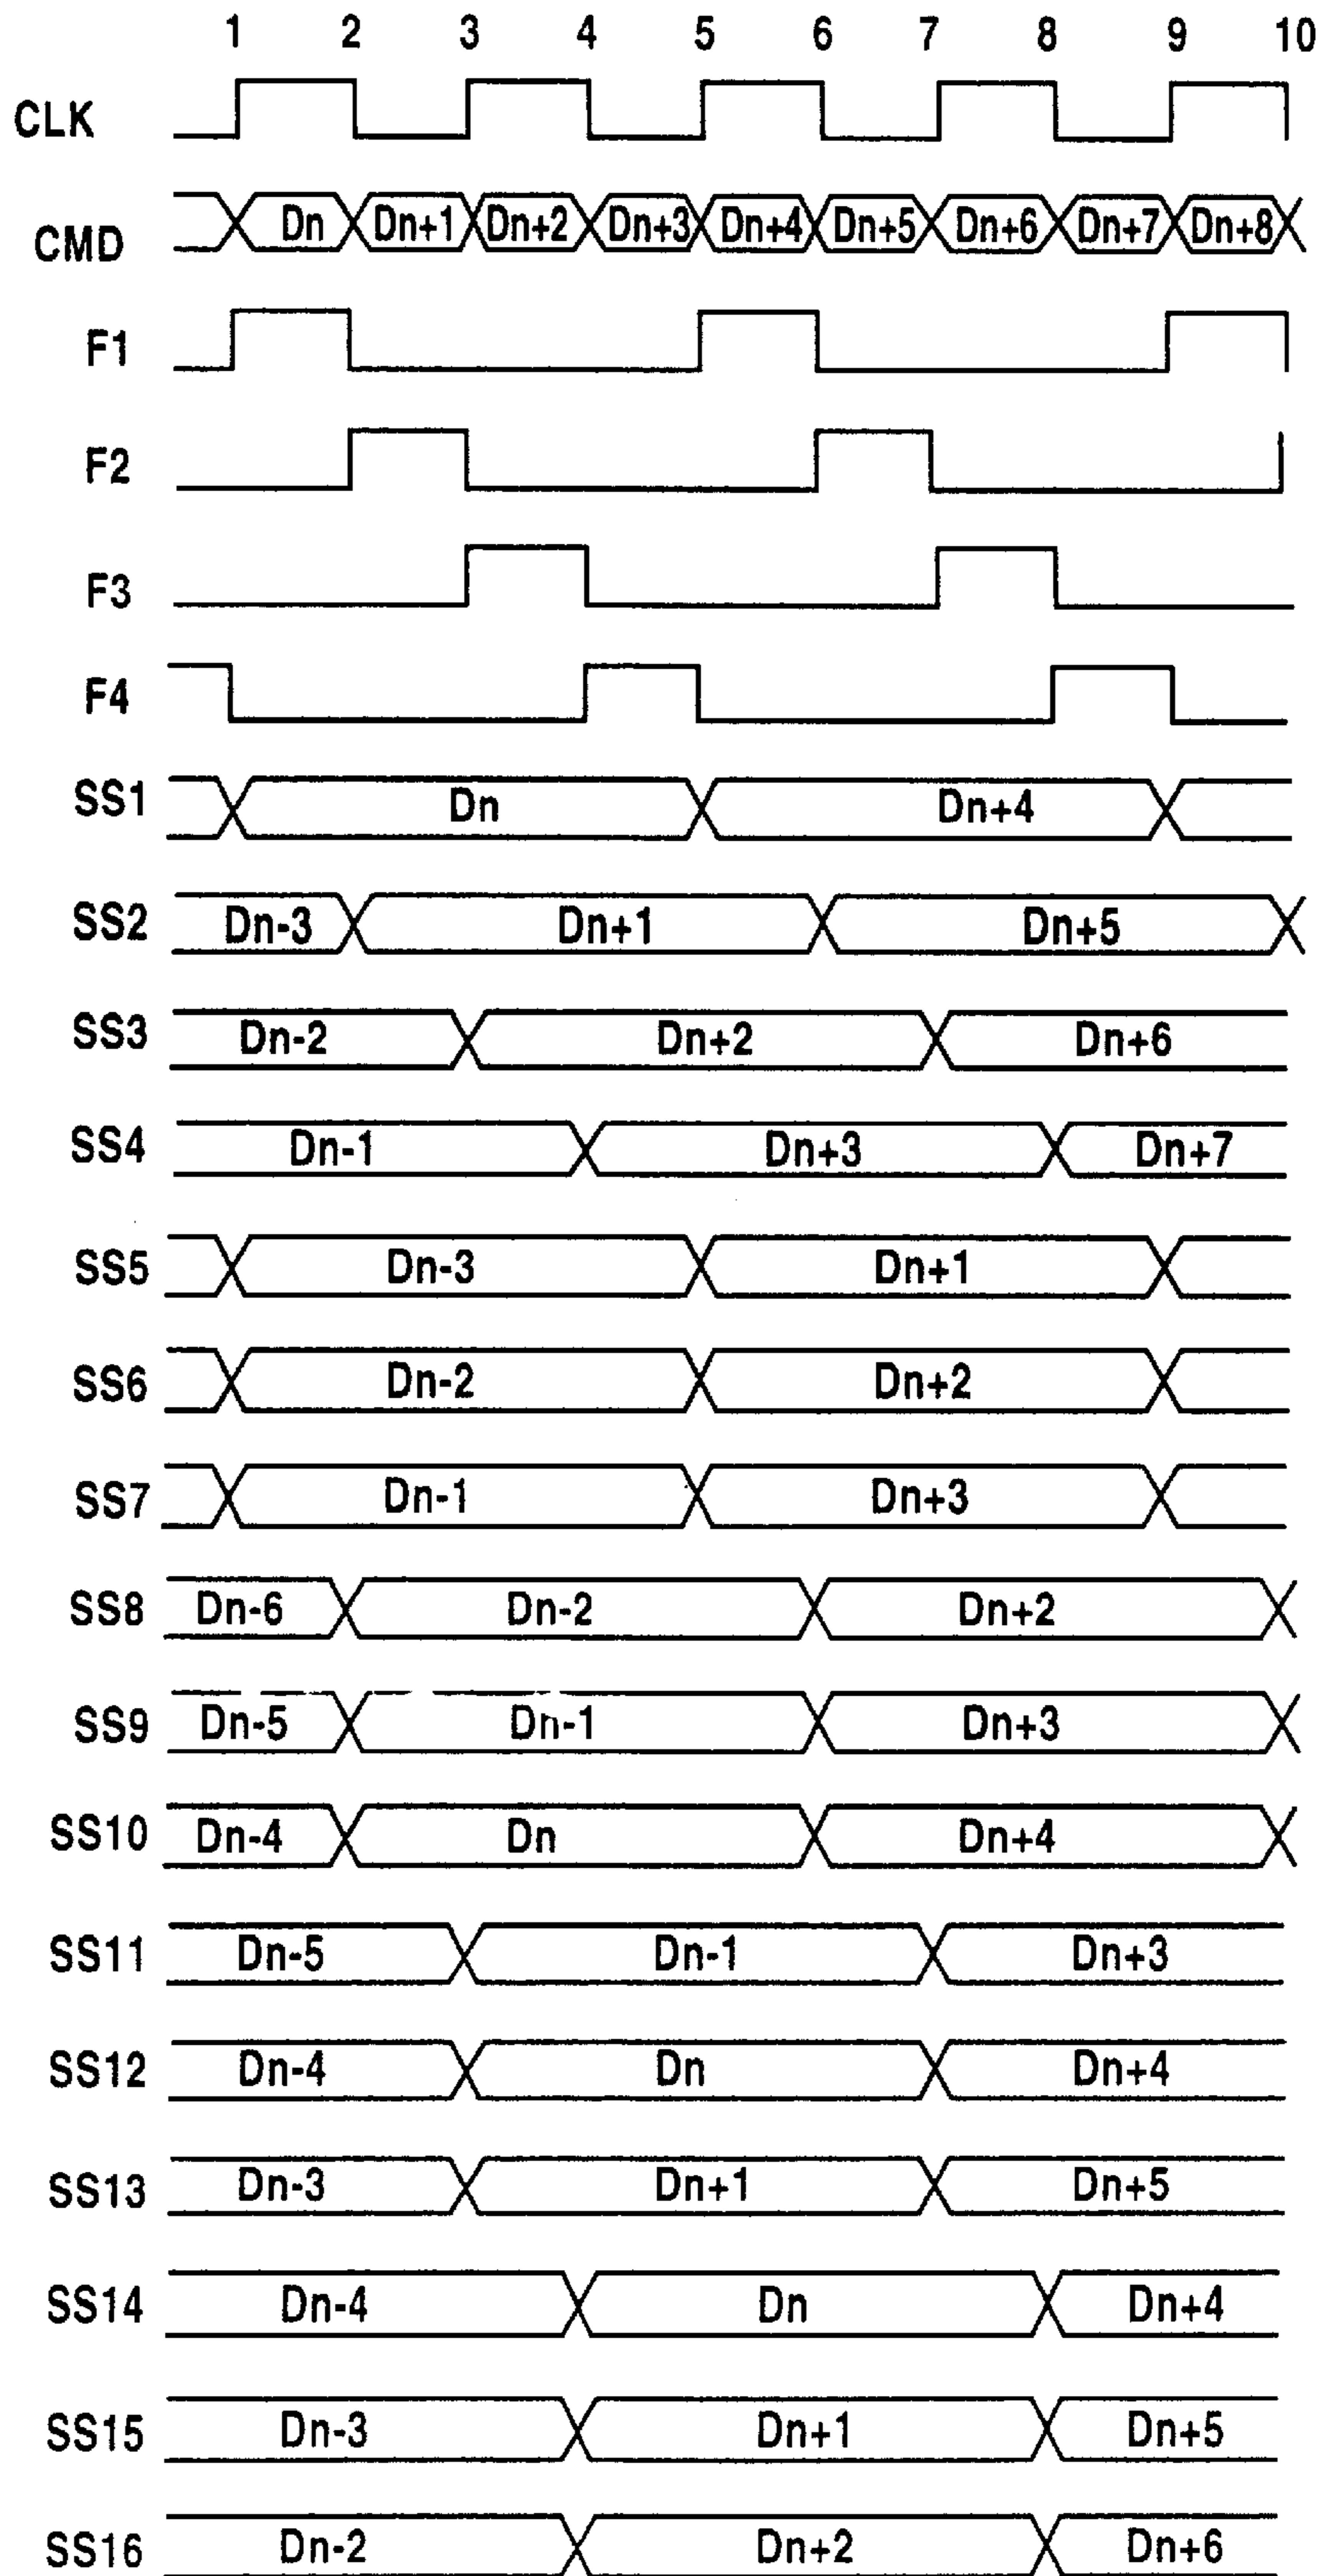 1 2 3 4 5 6 7 8 9 10
CLK
CMD Dn Dn+1 Dn+2 Dn+3 Dn+4 Dn+5 Dn+6 Dn+7 Dn+8
F1
F2
F3
F4
SS1 Dn Dn+4
SS2 Dn-3 Dn+1 Dn+5
SS3 Dn-2 Dn+2 Dn+6
SS4 Dn-1 Dn+3 Dn+7
SS5 Dn-3 Dn+1
SS6 Dn-2 Dn+2
SS7 Dn-1 Dn+3
SS8 Dn-6 Dn-2 Dn+2
SS9 Dn-5 Dn-1 Dn+3
SS10 Dn-4 Dn Dn+4
SS11 Dn-5 Dn-1 Dn+3
SS12 Dn-4 Dn Dn+4
SS13 Dn-3 Dn+1 Dn+5
SS14 Dn-4 Dn Dn+4
SS15 Dn-3 Dn+1 Dn+5
SS16 Dn-2 Dn+2 Dn+6